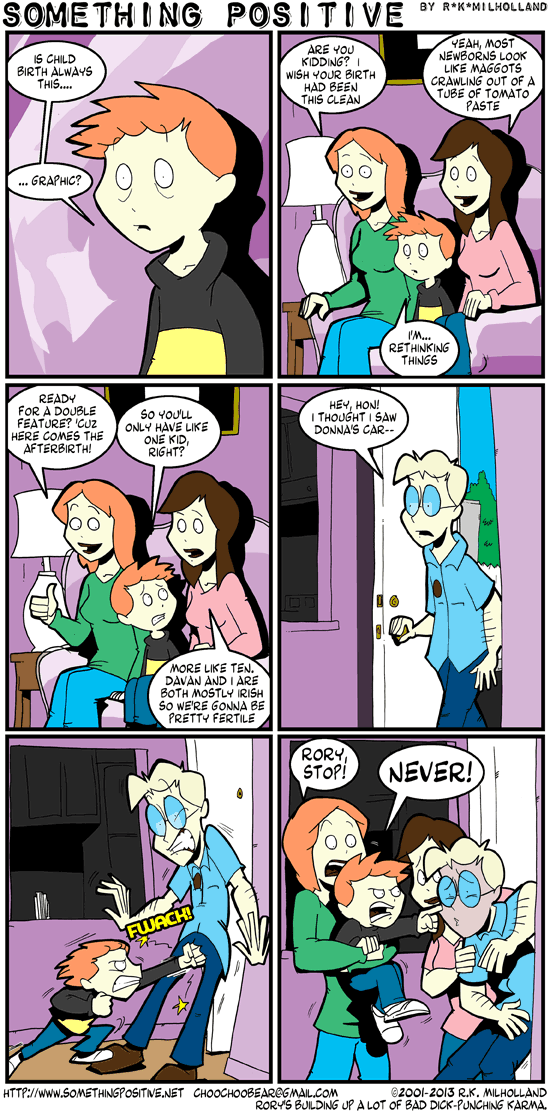 SOMETHING POSITIVE
BY R*K*MILHOLLAND
IS CHILD
BIRTH ALWAYS
THIS....
... GRAPHIC?
ARE YOU
KIDDING? I
WISH YOUR BIRTH
HAD BEEN
THIS CLEAN
YEAH, MOST
NEWBORNS LOOK
LIKE MAGGOTS
CRAWLING OUT OF A
TUBE OF TOMATO
PASTE
I'M...
RETHINKING
THINGS
READY
FOR A DOUBLE
FEATURE? 'CUZ
HERE COMES THE
AFTERBIRTH!
SO YOU'LL
ONLY HAVE LIKE
ONE KID,
RIGHT?
MORE LIKE TEN.
DAVAN AND I ARE
BOTH MOSTLY IRISH
SO WE'RE GONNA BE
PRETTY FERTILE
HEY, HON!
I THOUGHT I SAW
DONNA'S CAR--
FWACK!
RORY,
STOP!
NEVER!
HTTP://WWW.SOMETHINGPOSITIVE.NET CHOOCHOOBEAR@GMAIL.COM
©2001-2013 R.K. MILHOLLAND
RORY'S BUILDING UP A LOT OF BAD DICK-PUNCHING KARMA.